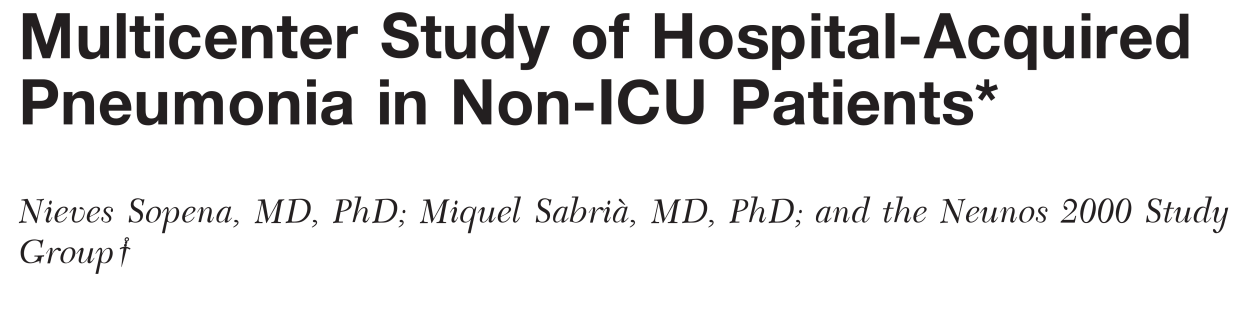 Multicenter Study of Hospital-Acquired
Pneumonia in Non-ICU Patients*
Nieves Sopena, MD, PhD; Miquel Sabrià, MD, PhD; and the Neunos 2000 Study
Group†